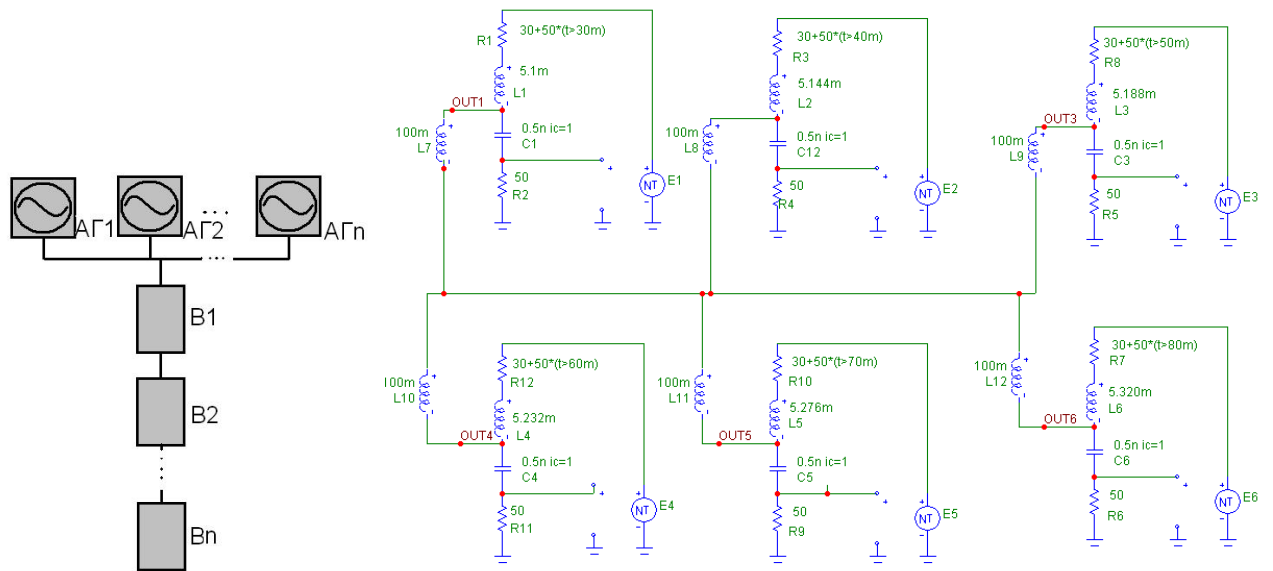 АГ1
АГ2
...
АГn
...
В1
В2
......
Вn
30+50*(t>30m)
R1
5.1m
L1
OUT1
100m
L7
0.5n ic=1
C1
50
R2
NT
E1
30+50*(t>40m)
R3
5.144m
L2
100m
L8
0.5n ic=1
C12
50
R4
NT
E2
30+50*(t>50m)
R8
5.188m
L3
OUT3
100m
L9
0.5n ic=1
C3
50
R5
NT
E3
30+50*(t>60m)
R12
100m
L10
5.232m
L4
OUT4
0.5n ic=1
C4
50
R11
NT
E4
30+50*(t>70m)
R10
100m
L11
5.276m
L5
OUT5
0.5n ic=1
C5
50
R9
NT
E5
30+50*(t>80m)
R7
100m
L12
5.320m
L6
OUT6
0.5n ic=1
C6
50
R6
NT
E6